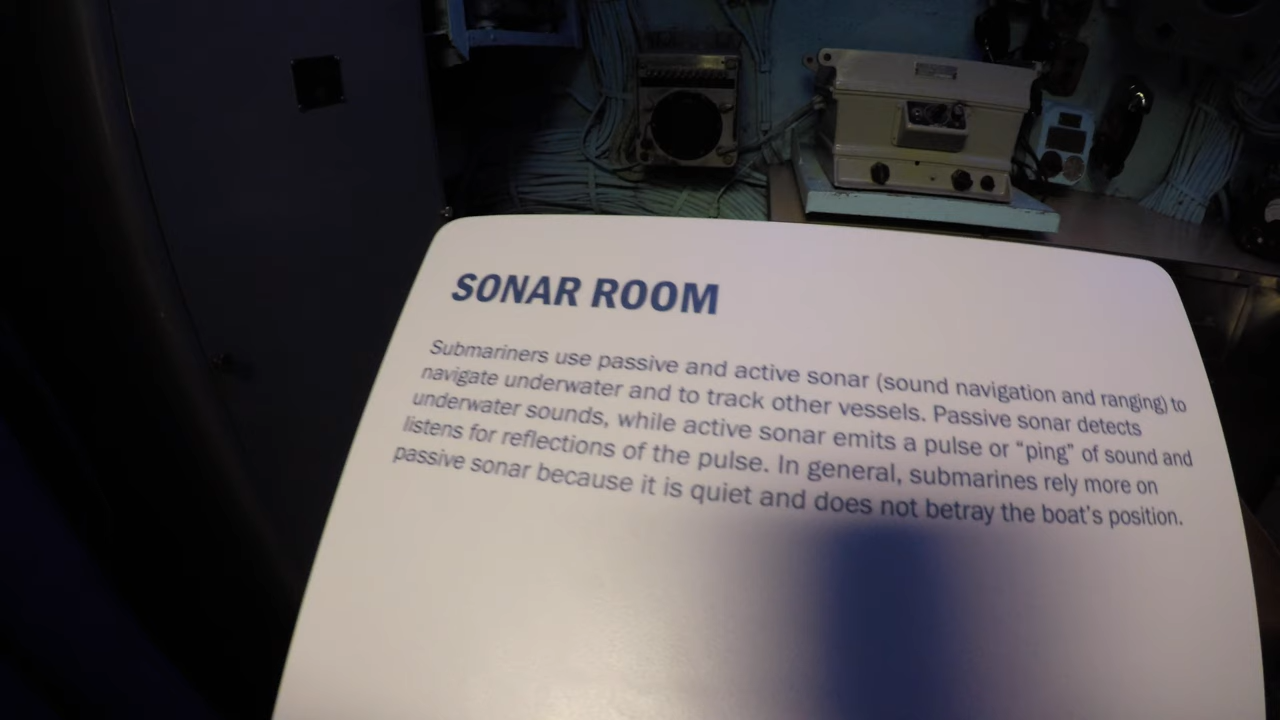 SONAR ROOM
Submariners use passive and active sonar (sound navigation and ranging) to
navigate underwater and to track other vessels. Passive sonar detects
underwater sounds, while active sonar emits a pulse or “ping” of sound and
listens for reflections of the pulse. In general, submarines rely more on
passive sonar because it is quiet and does not betray the boat’s position.